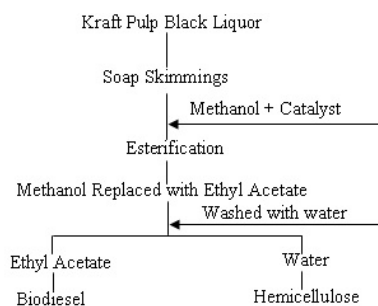 Kraft Pulp Black Liquor
Soap Skimmings
Methanol + Catalyst
Esterification
Methanol Replaced with Ethyl Acetate
Washed with water
Ethyl Acetate
Water
Biodiesel
Hemicellulose